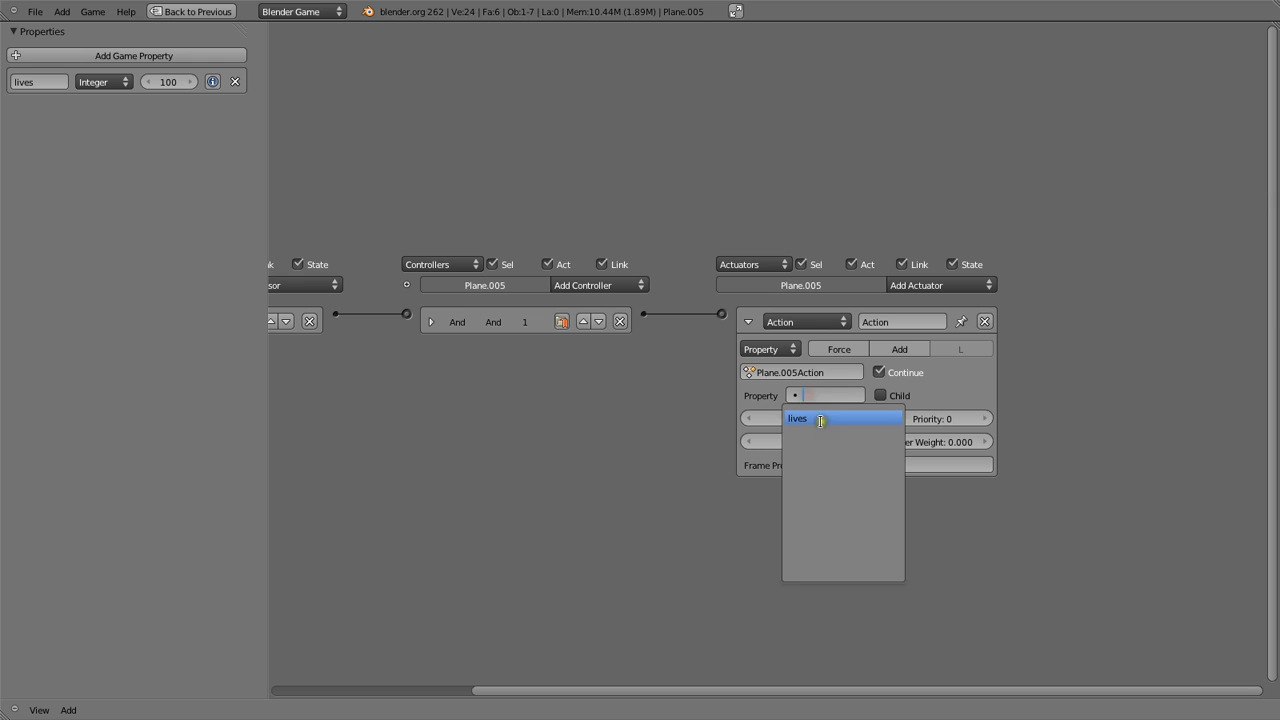 File Add Game Help Back to Previous Blender Game blender.org 262 | Ve:24 | Fa:6 | Ob:1-7 | La:0 | Mem:10.44M (1.89M) | Plane.005
Properties
Add Game Property
lives Integer 100
k State Controllers Sel Act Link Actuators Sel Act Link State
sor Plane.005 Add Controller Plane.005 Add Actuator
And And 1 Action Action
Property Force Add L
Plane.005Action Continue
Property Child
lives Priority: 0
er Weight: 0.000
Frame Pr
View Add